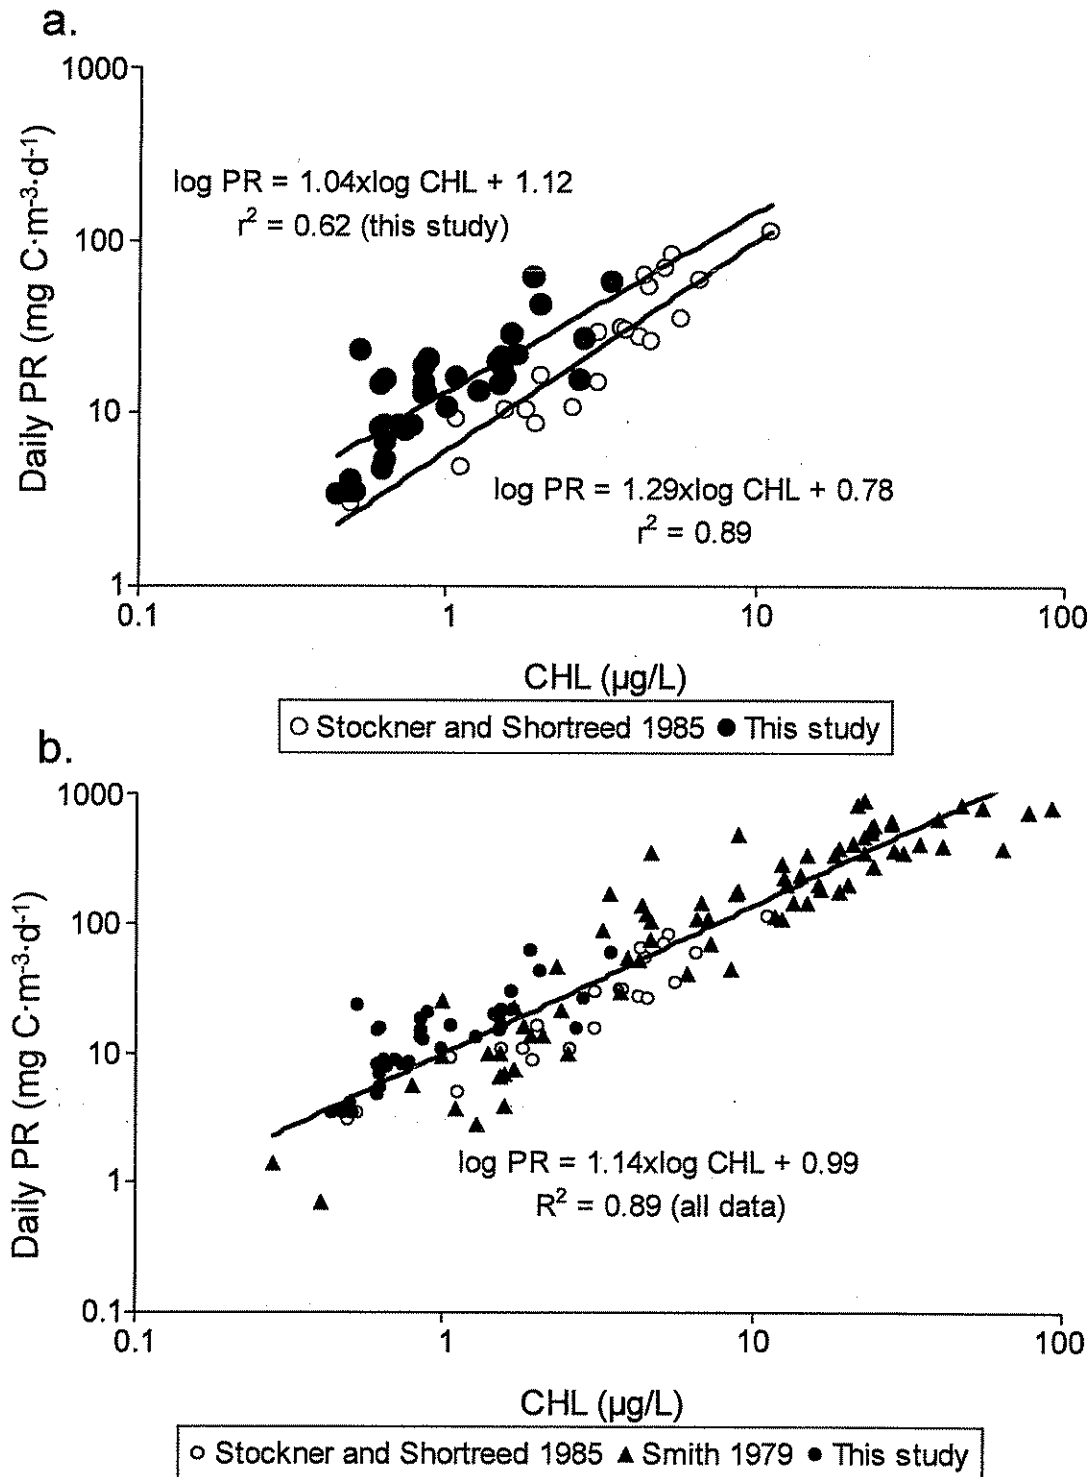 a.
1000
100
10
1
Daily PR (mg C·m⁻³·d⁻¹)
log PR = 1.04xlog CHL + 1.12
r² = 0.62 (this study)
log PR = 1.29xlog CHL + 0.78
r² = 0.89
0.1 1 10 100
CHL (µg/L)
○ Stockner and Shortreed 1985 ● This study
b.
1000
100
10
1
0.1
Daily PR (mg C·m⁻³·d⁻¹)
log PR = 1.14xlog CHL + 0.99
R² = 0.89 (all data)
0.1 1 10 100
CHL (µg/L)
○ Stockner and Shortreed 1985 ▲ Smith 1979 ● This study